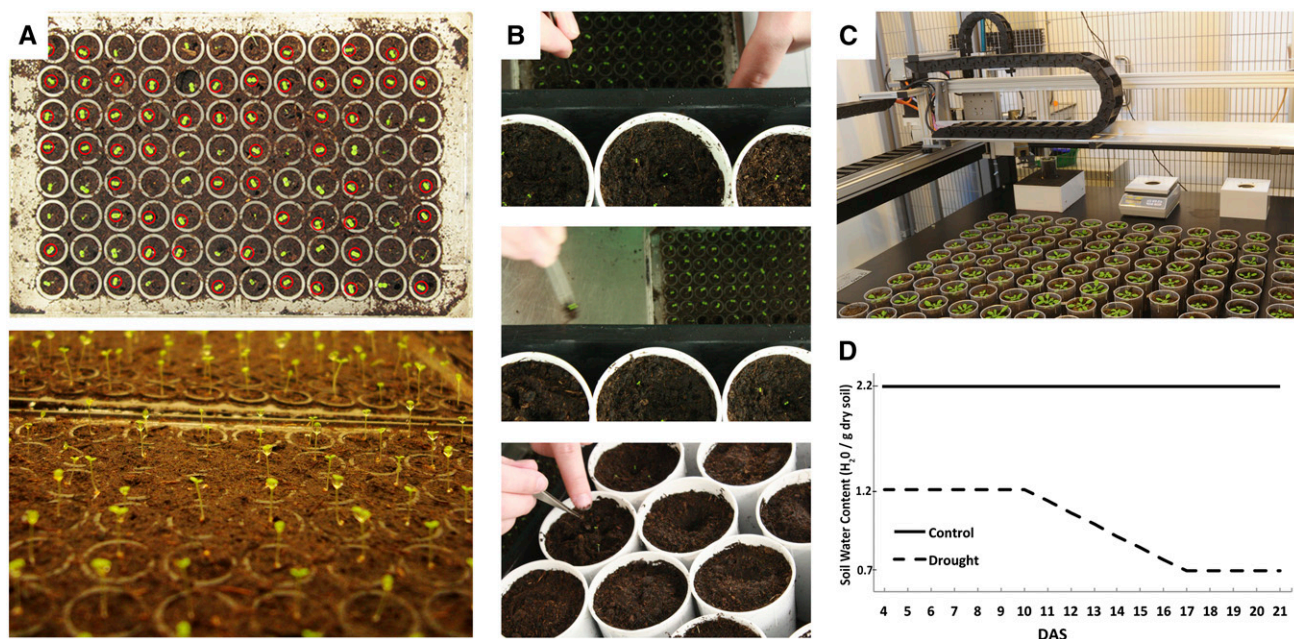 A
B
C
D
Soil Water Content (H₂0 / g dry soil)
2.2
1.2
0.7
Control
Drought
4 5 6 7 8 9 10 11 12 13 14 15 16 17 18 19 20 21
DAS